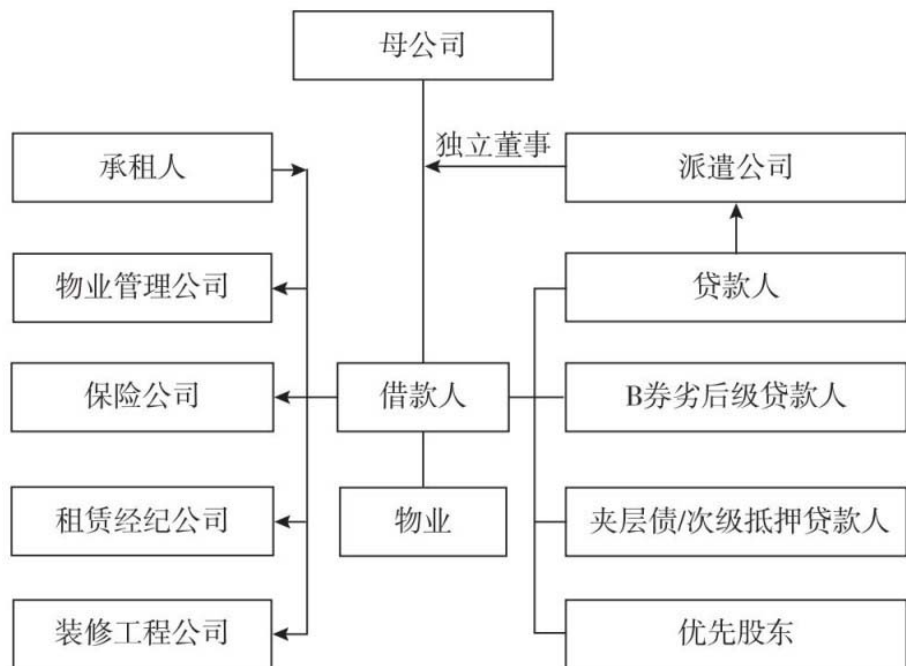 母公司
独立董事
承租人
派遣公司
物业管理公司
贷款人
保险公司
借款人
B券劣后级贷款人
租赁经纪公司
物业
夹层债/次级抵押贷款人
装修工程公司
优先股东